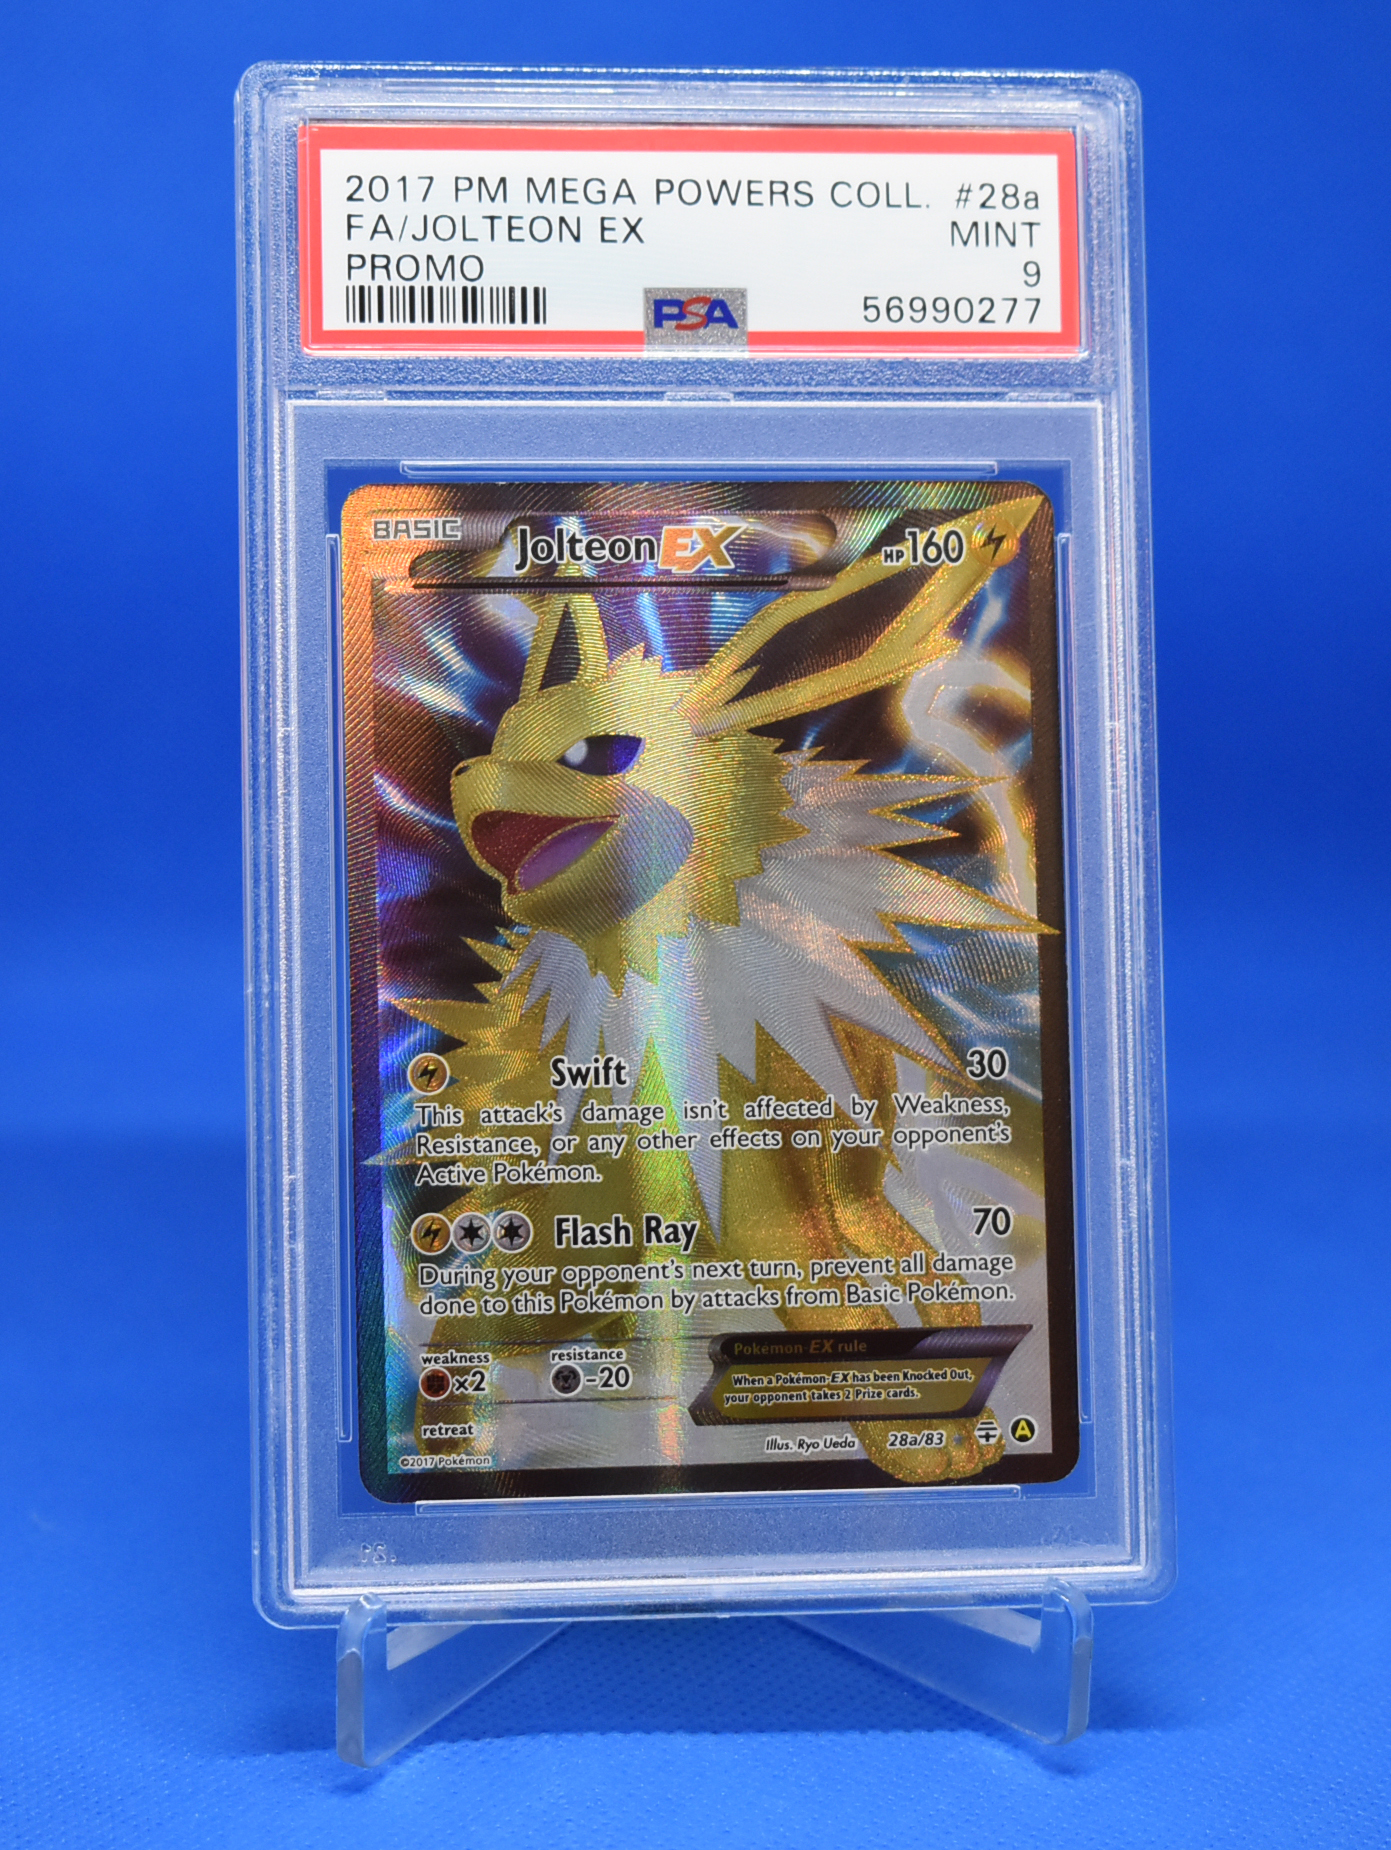 2017 PM MEGA POWERS COLL. #28a
FA/JOLTEON EX MINT
PROMO 9
PSA 56990277
BASIC JolteonEX HP160
Swift 30
This attack's damage isn't affected by Weakness,
Resistance, or any other effects on your opponent's
Active Pokémon.
Flash Ray 70
During your opponent's next turn, prevent all damage
done to this Pokémon by attacks from Basic Pokémon.
weakness resistance
×2 -20
Pokémon-EX rule
When a Pokémon-EX has been Knocked Out,
your opponent takes 2 Prize cards.
retreat
Illus. Ryo Ueda 28a/83 A
©2017 Pokémon